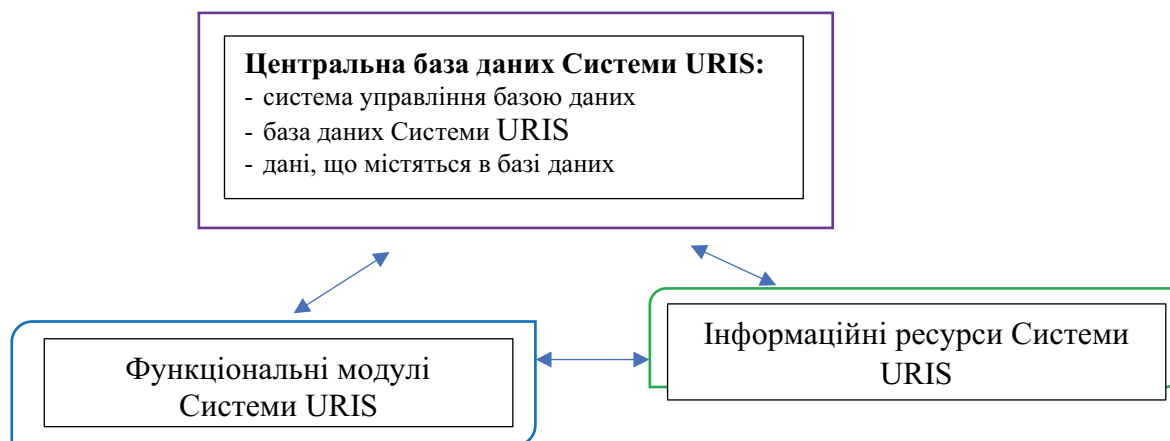 Центральна база даних Системи URIS:
- система управління базою даних
- база даних Системи URIS
- дані, що містяться в базі даних
Інформаційні ресурси Системи
URIS
Функціональні модулі
Системи URIS